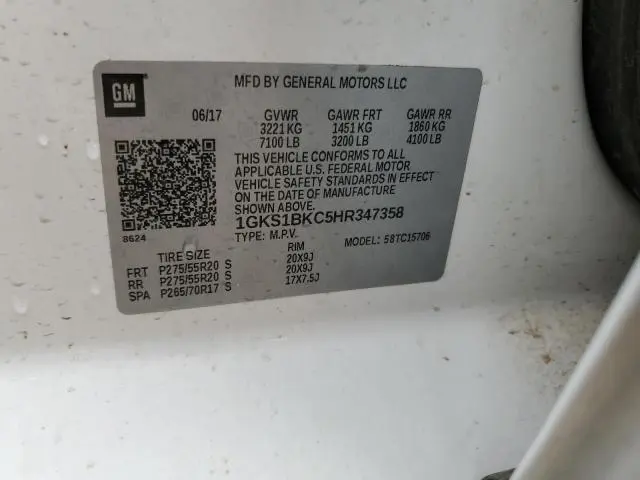 GM
MFD BY GENERAL MOTORS LLC
06/17 GVWR GAWR FRT GAWR RR
3221 KG 1451 KG 1860 KG
7100 LB 3200 LB 4100 LB
THIS VEHICLE CONFORMS TO ALL
APPLICABLE U.S. FEDERAL MOTOR
VEHICLE SAFETY STANDARDS IN EFFECT
ON THE DATE OF MANUFACTURE
SHOWN ABOVE.
1GKS1BKC5HR347358
8624
TYPE: M.P.V. MODEL: 58TC15706
TIRE SIZE RIM
FRT P275/55R20 S 20X9J
RR P275/55R20 S 20X9J
SPA P265/70R17 S 17X7.5J